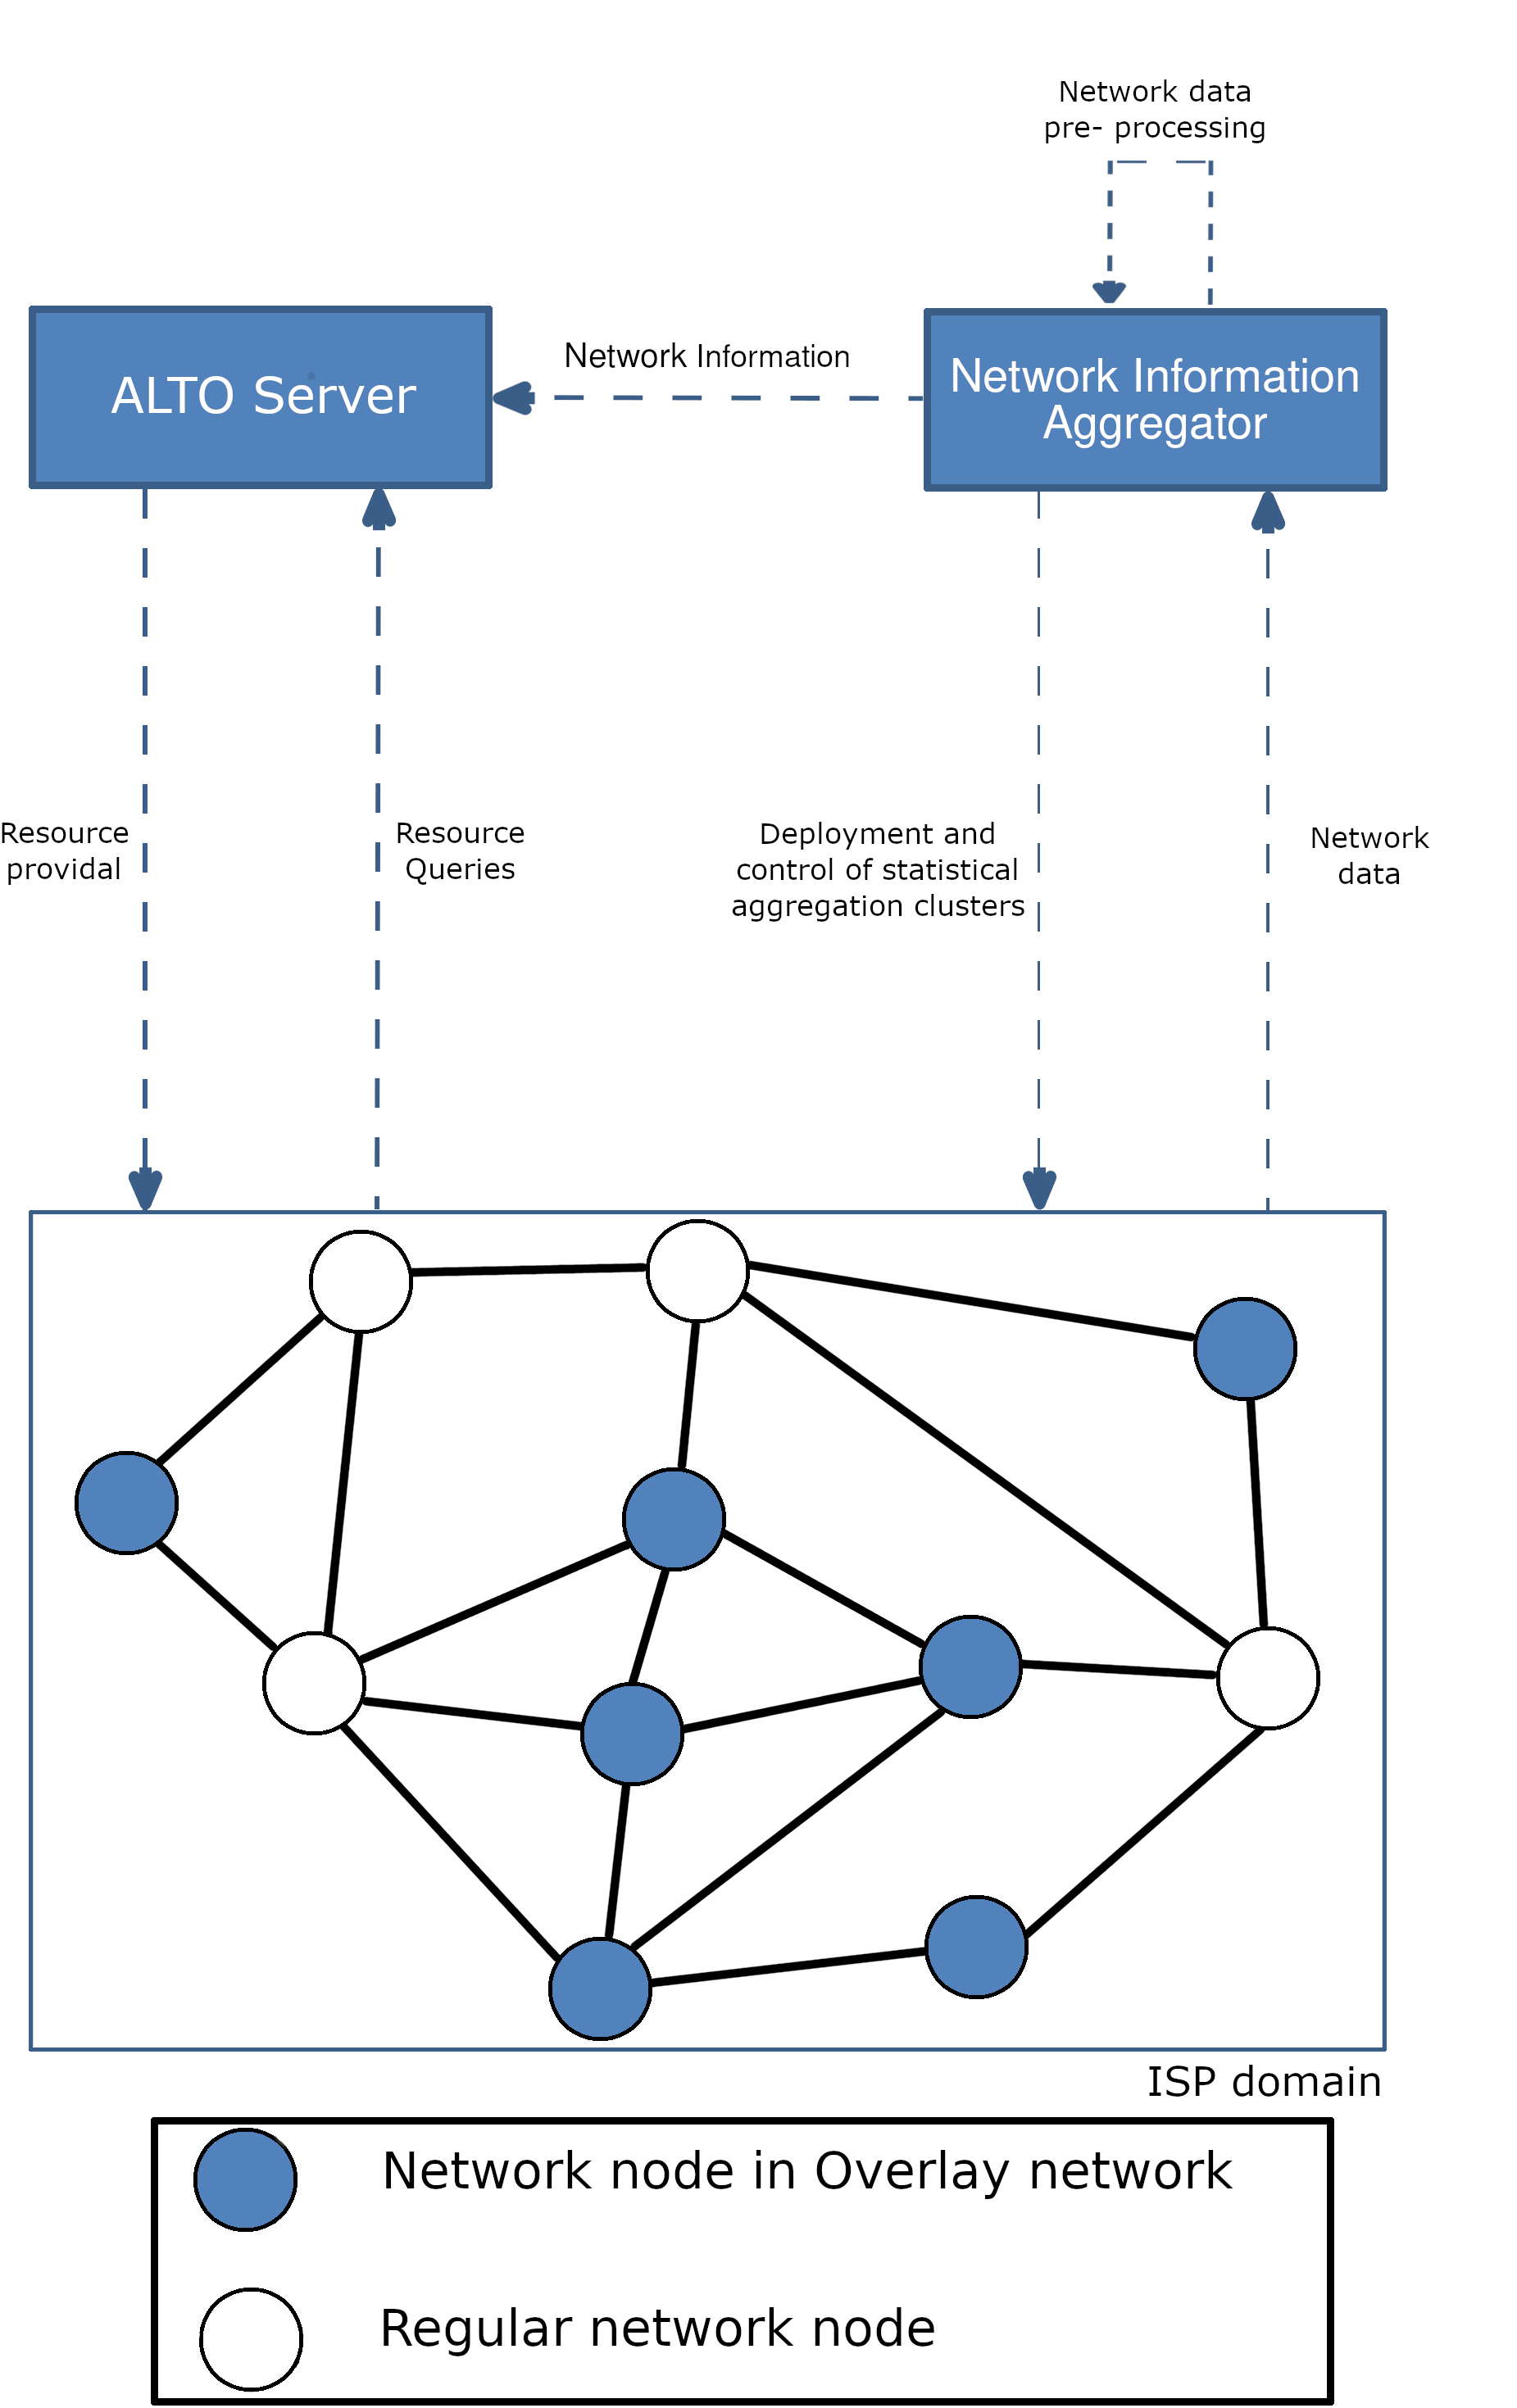 Network data
pre- processing
ALTO Server
Network Information
Network Information
Aggregator
Resource
providal
Resource
Queries
Deployment and
control of statistical
aggregation clusters
Network
data
ISP domain
Network node in Overlay network
Regular network node